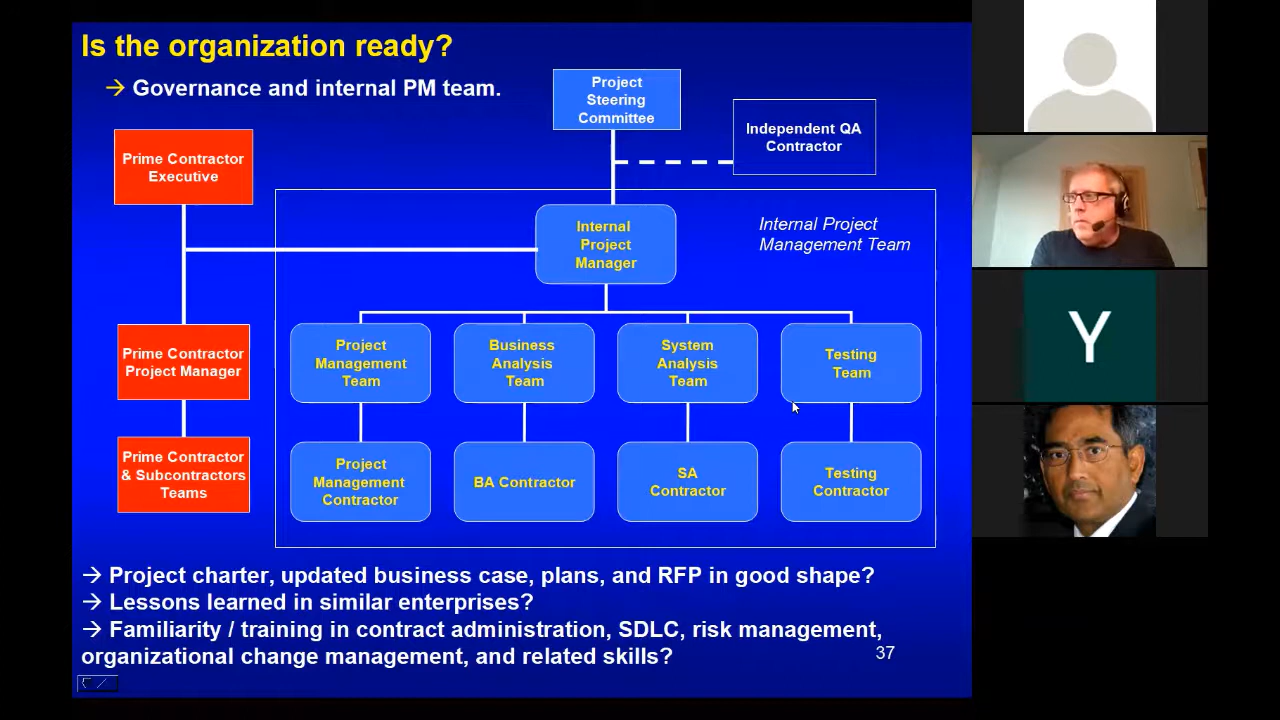 Is the organization ready?
→ Governance and internal PM team.
Project
Steering
Committee
Independent QA
Contractor
Prime Contractor
Executive
Internal
Project
Manager
Internal Project
Management Team
Prime Contractor
Project Manager
Project
Management
Team
Business
Analysis
Team
System
Analysis
Team
Testing
Team
Prime Contractor
& Subcontractors
Teams
Project
Management
Contractor
BA Contractor
SA
Contractor
Testing
Contractor
→ Project charter, updated business case, plans, and RFP in good shape?
→ Lessons learned in similar enterprises?
→ Familiarity / training in contract administration, SDLC, risk management,
organizational change management, and related skills?
37
Y